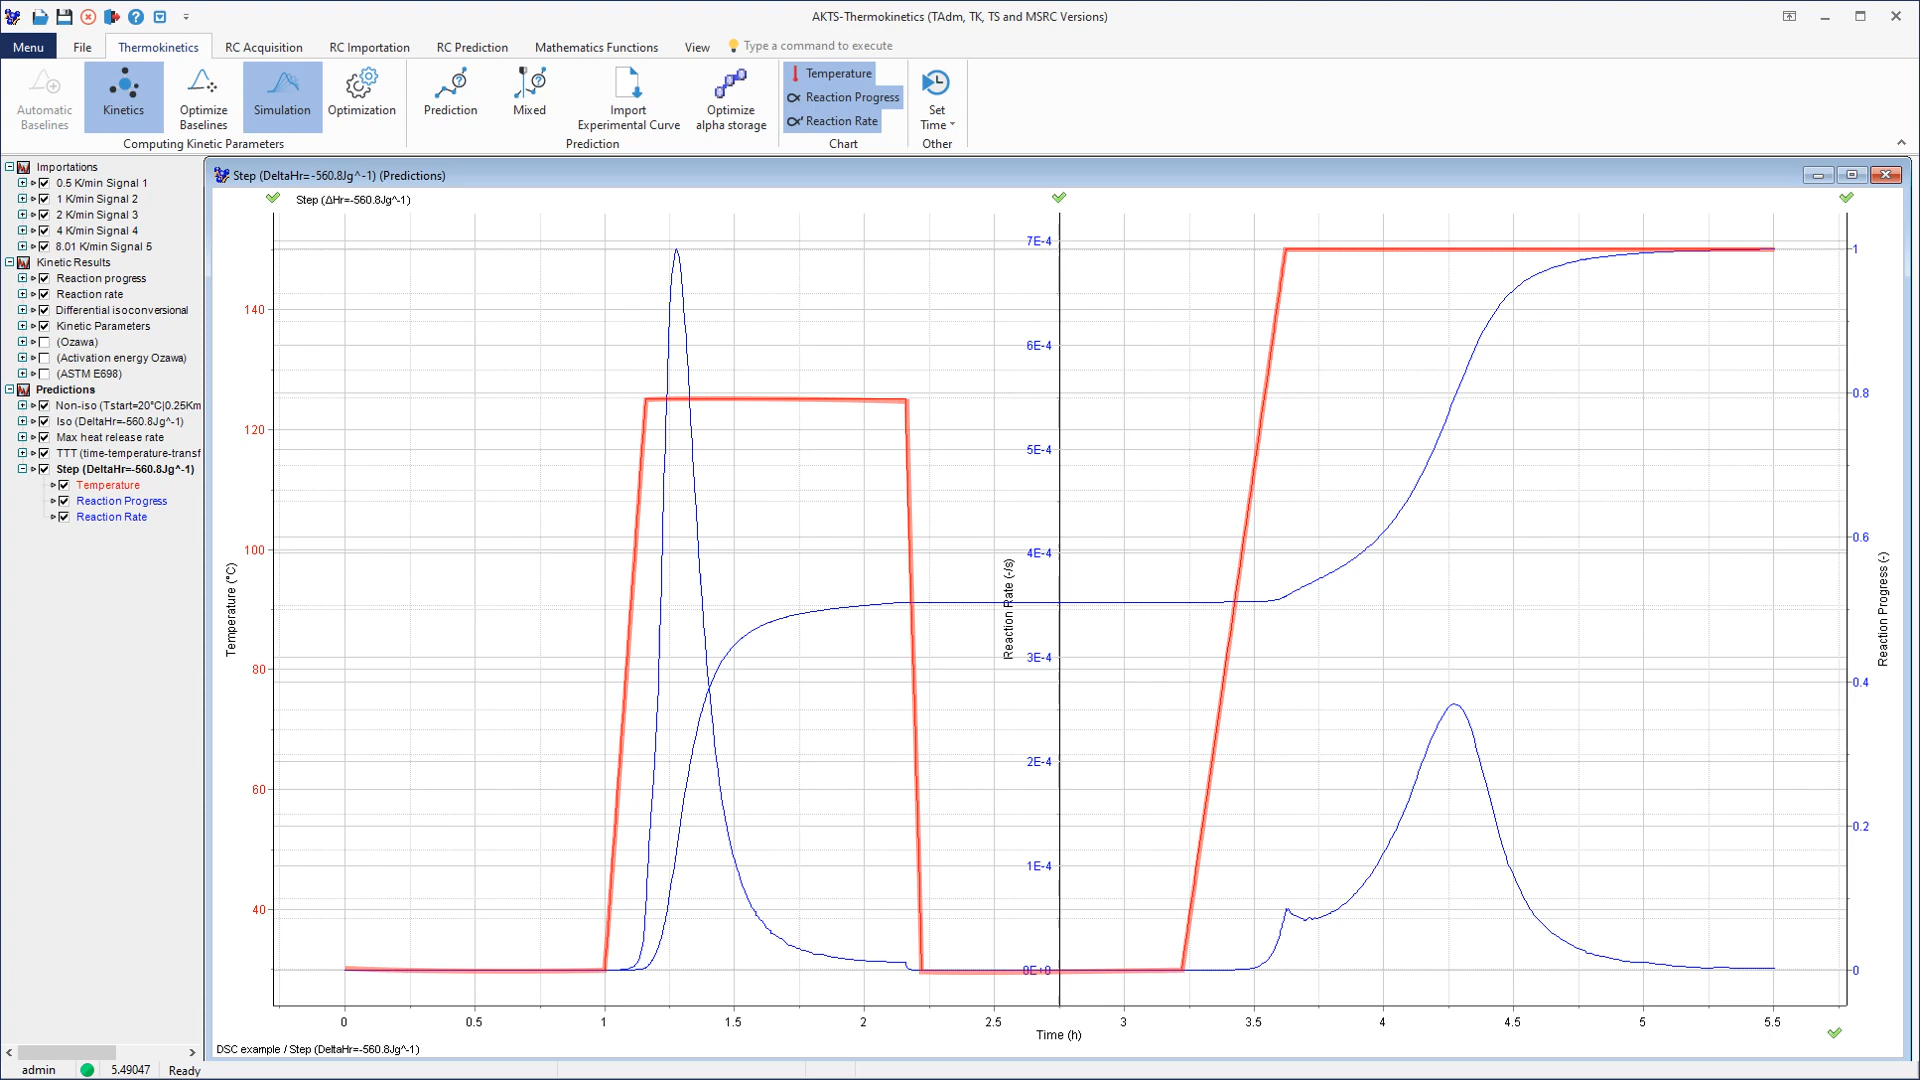 AKTS-Thermokinetics (TAdm, TK, TS and MSRC Versions)
Menu File Thermokinetics RC Acquisition RC Importation RC Prediction Mathematics Functions View Type a command to execute
Automatic Baselines
Kinetics
Optimize Baselines
Simulation
Optimization
Computing Kinetic Parameters
Prediction
Mixed
Import Experimental Curve
Optimize alpha storage
Prediction
Temperature
Reaction Progress
Reaction Rate
Chart
Set Time
Other
Importations
0.5 K/min Signal 1
1 K/min Signal 2
2 K/min Signal 3
4 K/min Signal 4
8.01 K/min Signal 5
Kinetic Results
Reaction progress
Reaction rate
Differential isoconversional
Kinetic Parameters
(Ozawa)
(Activation energy Ozawa)
(ASTM E698)
Predictions
Non-iso (Tstart=20°C|0.25Km
Iso (DeltaHr=-560.8Jg^-1)
Max heat release rate
TTT (time-temperature-transf
Step (DeltaHr=-560.8Jg^-1)
Temperature
Reaction Progress
Reaction Rate
Step (DeltaHr=-560.8Jg^-1) (Predictions)
Step (ΔHr=-560.8Jg^-1)
Temperature (°C)
140
120
100
80
60
40
Reaction Rate (-/s)
7E-4
6E-4
5E-4
4E-4
3E-4
2E-4
1E-4
0E+0
Reaction Progress (-)
1
0.8
0.6
0.4
0.2
0
0 0.5 1 1.5 2 2.5 3 3.5 4 4.5 5 5.5
Time (h)
DSC example / Step (DeltaHr=-560.8Jg^-1)
admin 5.49047 Ready